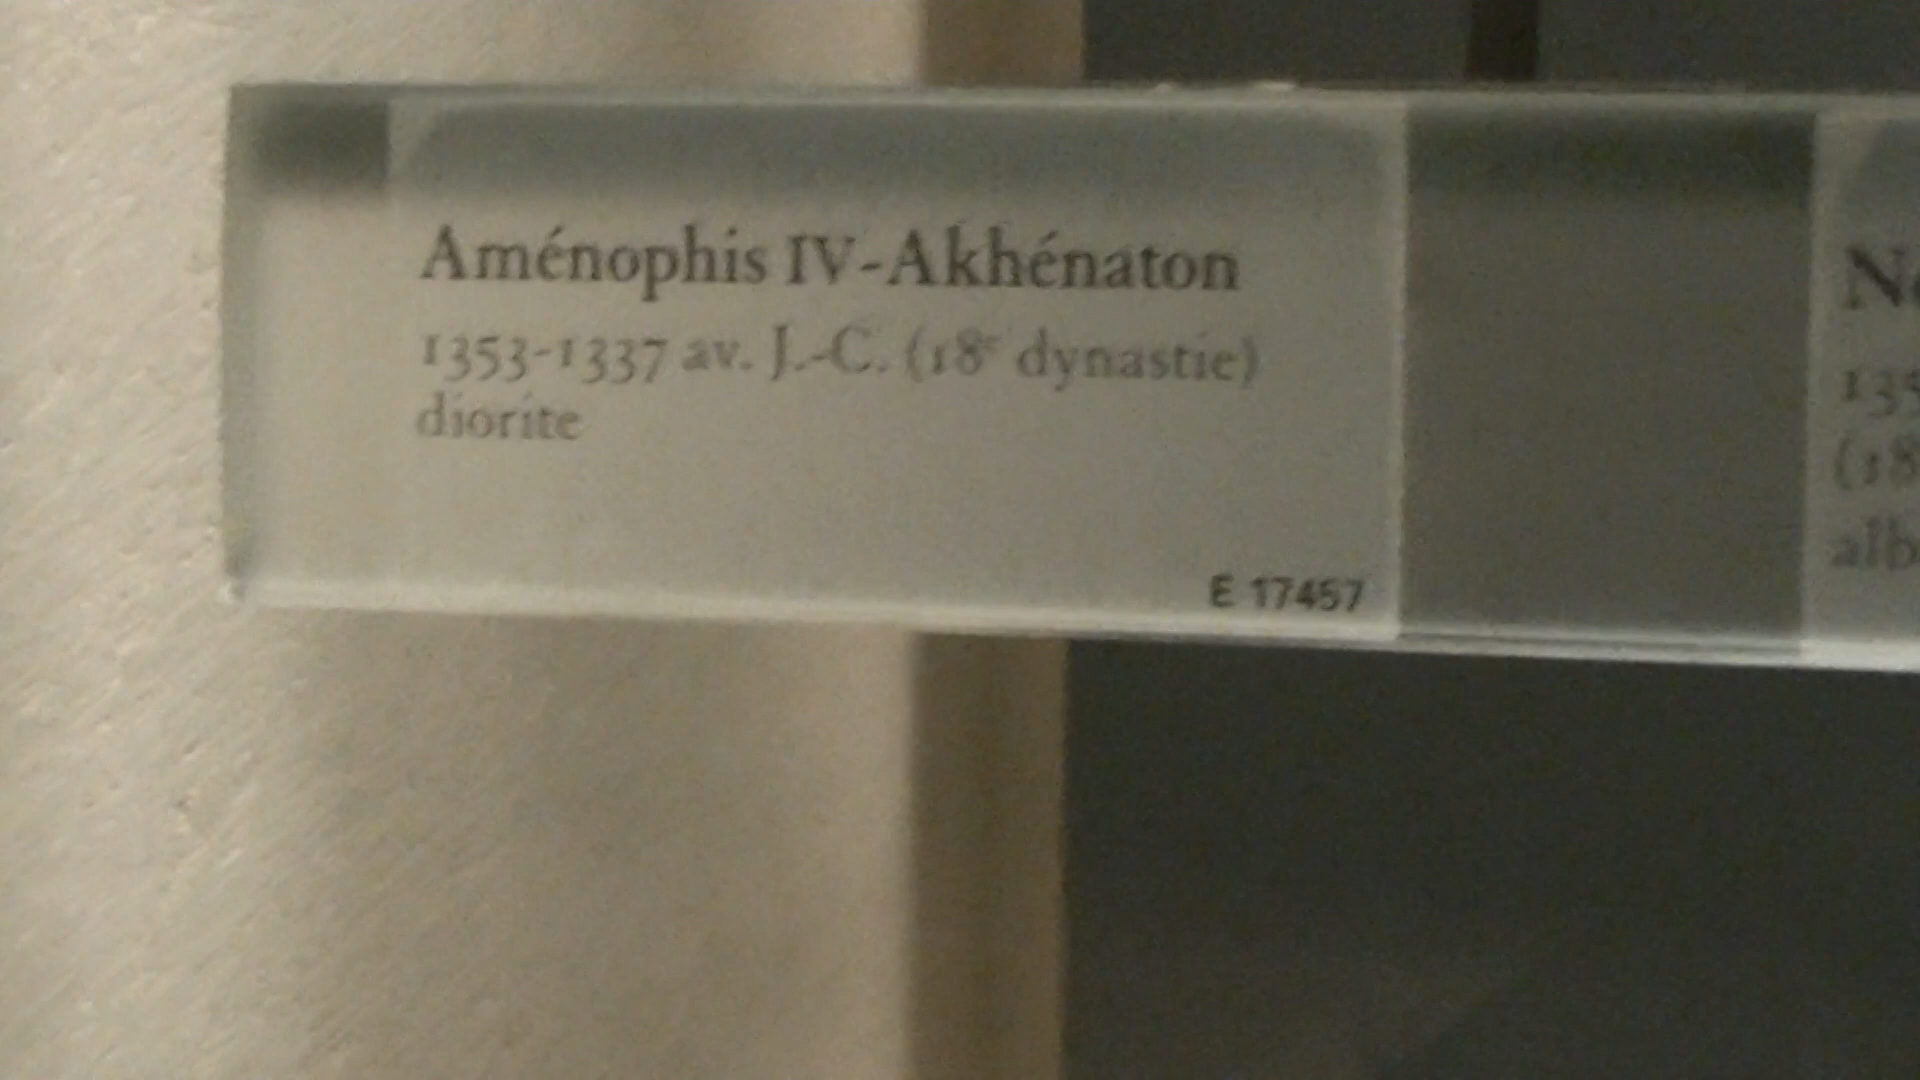 Aménophis IV-Akhénaton
1353-1337 av. J.-C. (18e dynastie)
diorite
E 17457